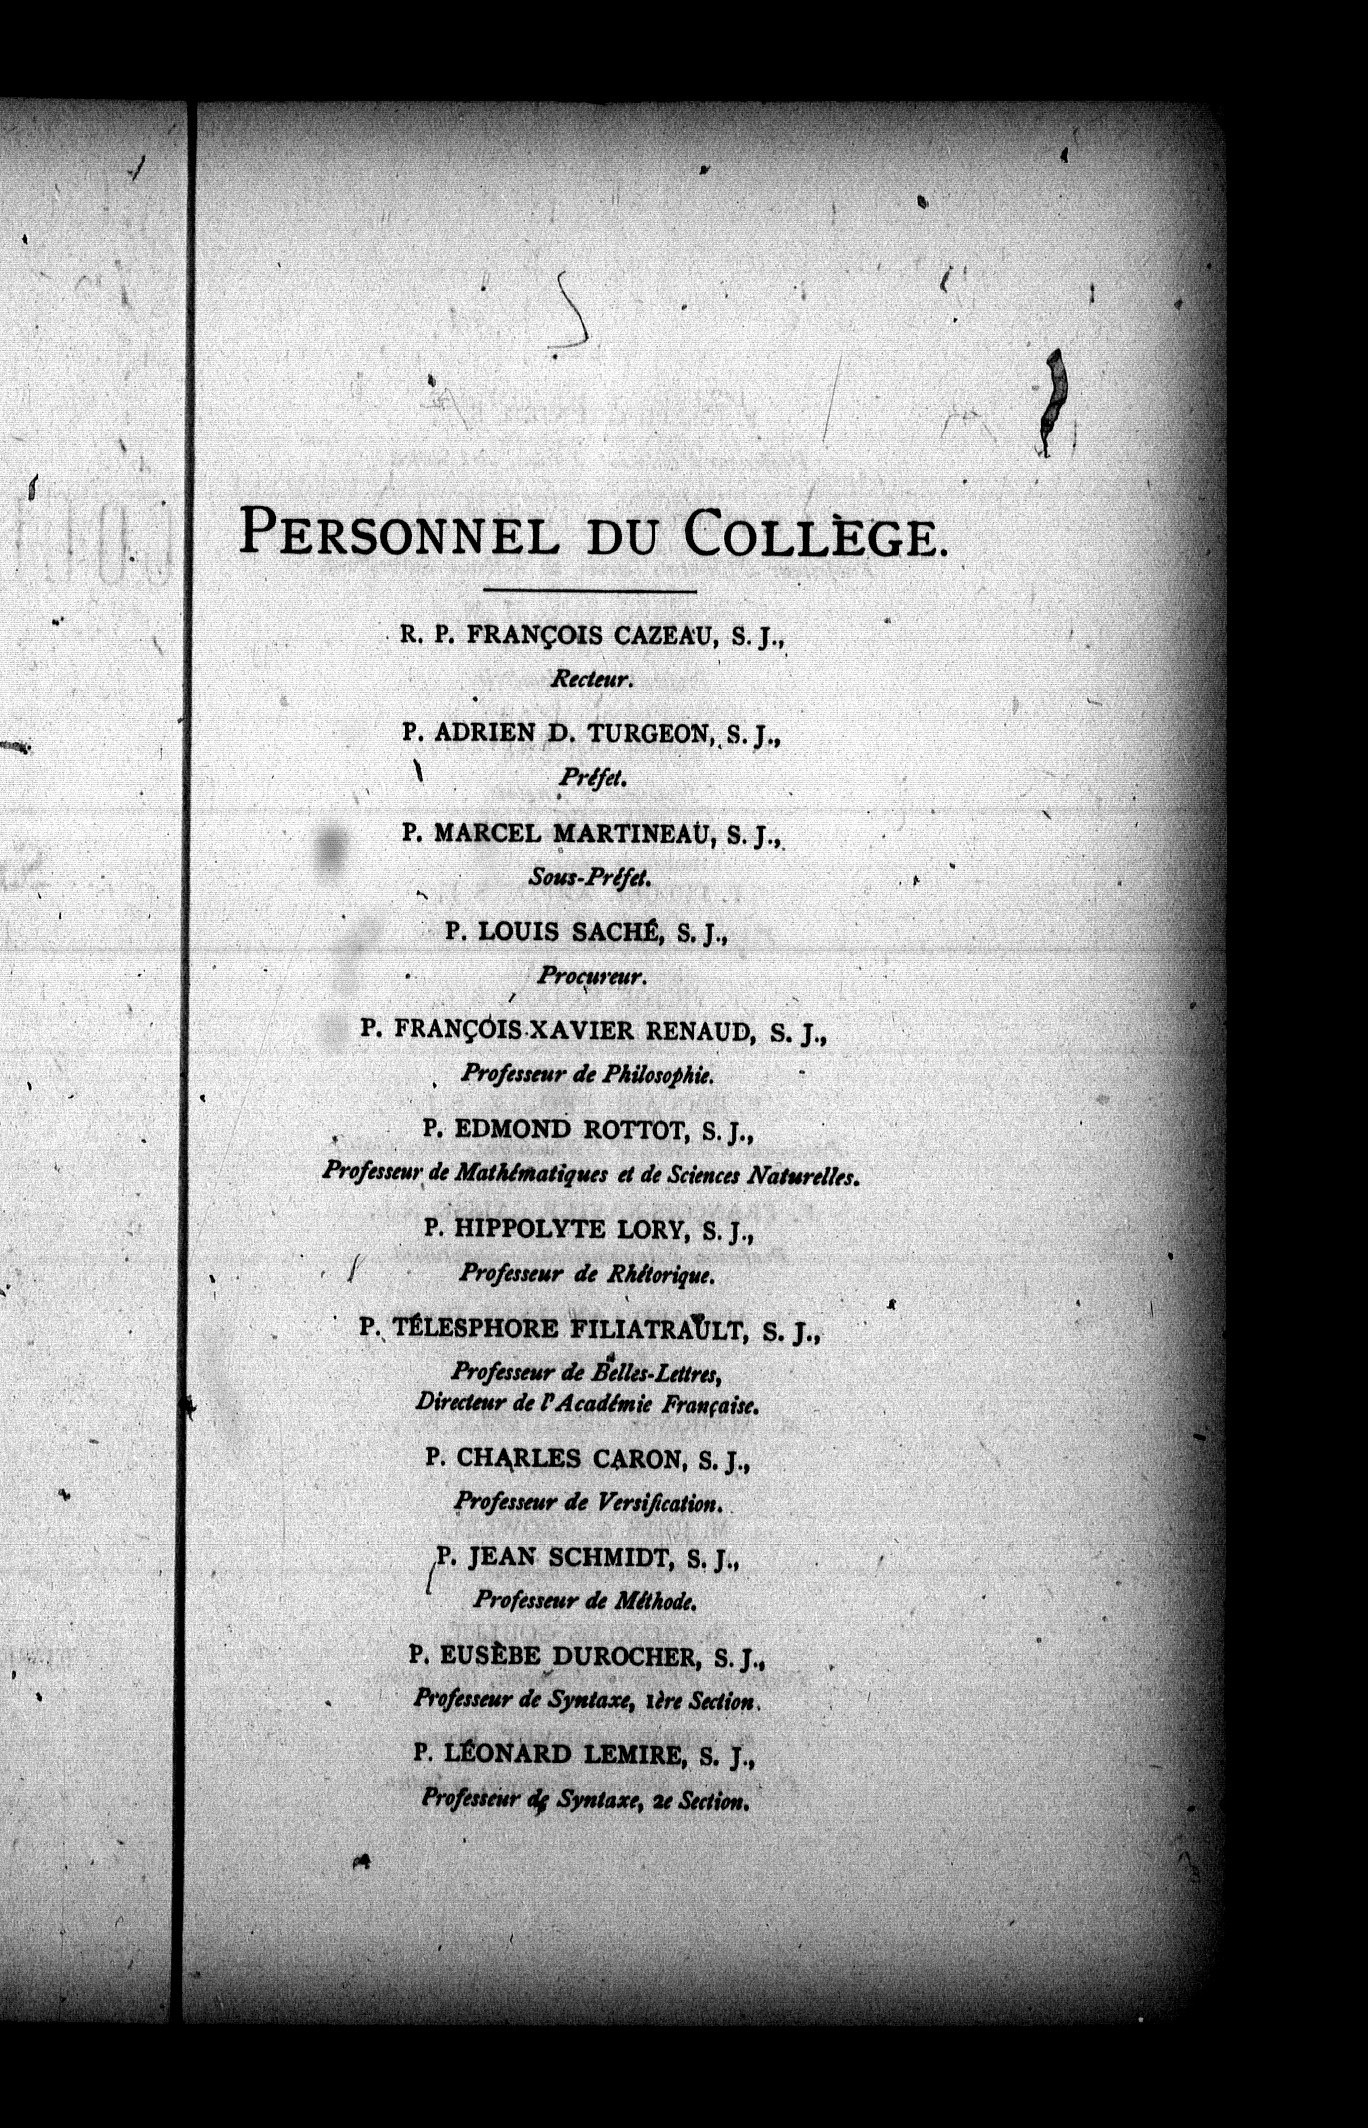 PERSONNEL DU COLLÈGE.
R. P. FRANÇOIS CAZEAU, S. J.,
Recteur.
P. ADRIEN D. TURGEON, S. J.,
Préfet.
P. MARCEL MARTINEAU, S. J.,
Sous-Préfet.
P. LOUIS SACHÉ, S. J.,
Procureur.
P. FRANÇOIS-XAVIER RENAUD, S. J.,
Professeur de Philosophie.
P. EDMOND ROTTOT, S. J.,
Professeur de Mathématiques et de Sciences Naturelles.
P. HIPPOLYTE LORY, S. J.,
Professeur de Rhétorique.
P. TÉLESPHORE FILIATRAULT, S. J.,
Professeur de Belles-Lettres,
Directeur de l'Académie Française.
P. CHARLES CARON, S. J.,
Professeur de Versification.
P. JEAN SCHMIDT, S. J.,
Professeur de Méthode.
P. EUSÈBE DUROCHER, S. J.,
Professeur de Syntaxe, 1ère Section.
P. LÉONARD LEMIRE, S. J.,
Professeur de Syntaxe, 2e Section.